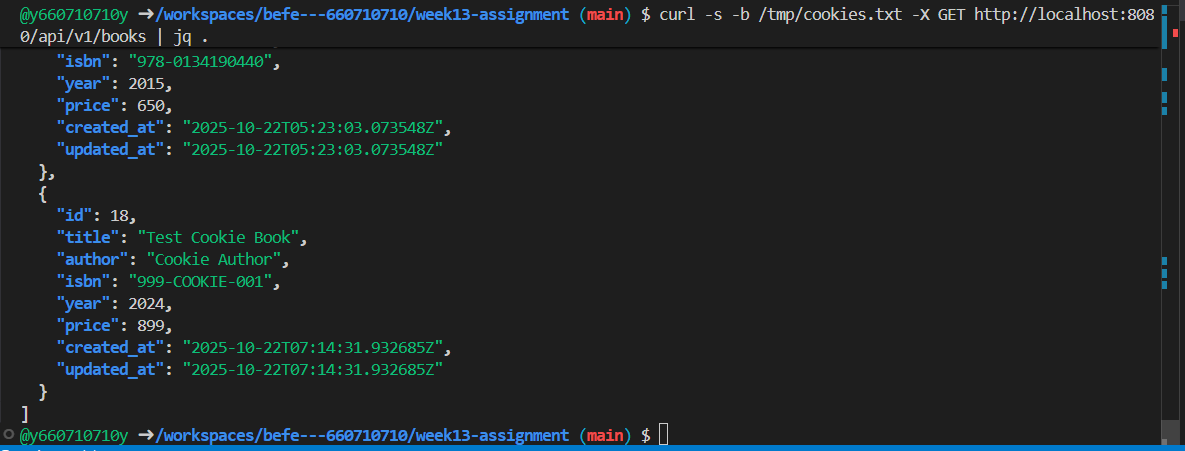 @y660710710y ➜/workspaces/befe---660710710/week13-assignment (main) $ curl -s -b /tmp/cookies.txt -X GET http://localhost:808
0/api/v1/books | jq .
"isbn": "978-0134190440",
"year": 2015,
"price": 650,
"created_at": "2025-10-22T05:23:03.073548Z",
"updated_at": "2025-10-22T05:23:03.073548Z"
},
{
"id": 18,
"title": "Test Cookie Book",
"author": "Cookie Author",
"isbn": "999-COOKIE-001",
"year": 2024,
"price": 899,
"created_at": "2025-10-22T07:14:31.932685Z",
"updated_at": "2025-10-22T07:14:31.932685Z"
}
]
@y660710710y ➜/workspaces/befe---660710710/week13-assignment (main) $